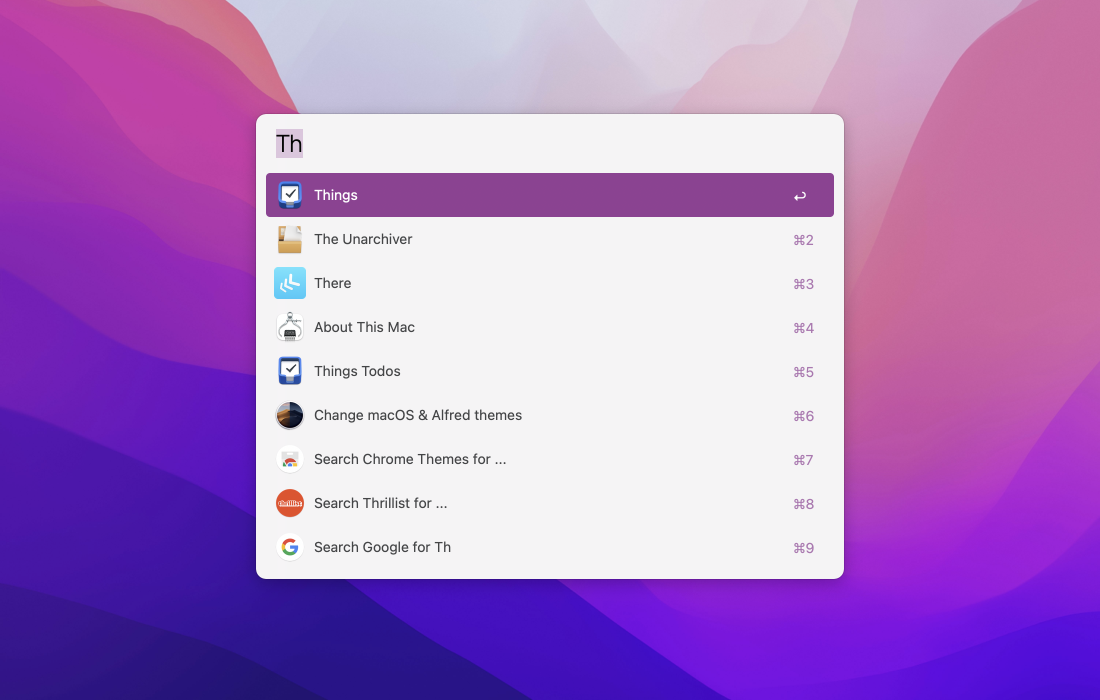 Th
Things ↩
The Unarchiver ⌘2
There ⌘3
About This Mac ⌘4
Things Todos ⌘5
Change macOS & Alfred themes ⌘6
Search Chrome Themes for ... ⌘7
thrillist Search Thrillist for ... ⌘8
G Search Google for Th ⌘9